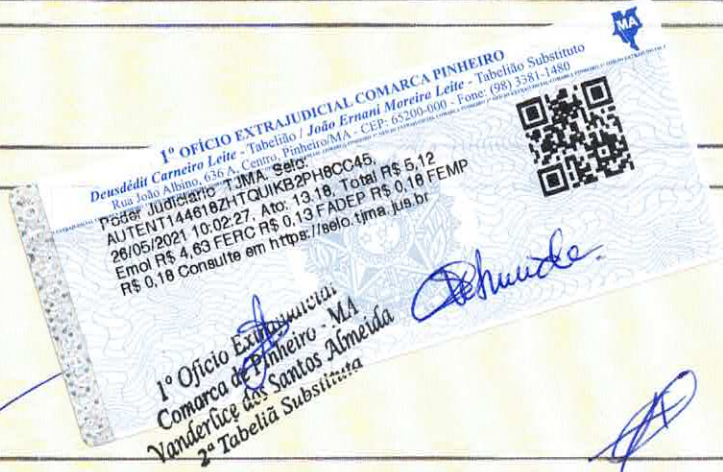 MA
1º OFÍCIO EXTRAJUDICIAL COMARCA PINHEIRO
Deusdédit Carneiro Leite - Tabelião / João Ernani Moreira Leite - Tabelião Substituto
Rua João Albino, 636 A, Centro, Pinheiro/MA - CEP: 65200-000 - Fone: (98) 3381-1480
Poder Judiciário TJMA. Selo:
AUTENT144618ZHTQUIKB2PH8CC45,
26/05/2021 10:02:27, Ato: 13.18, Total R$ 5,12
Emol R$ 4,63 FERC R$ 0,13 FADEP R$ 0,18 FEMP
R$ 0,18 Consulte em https://selo.tjma.jus.br
1º Ofício Extrajudicial
Comarca de Pinheiro - MA
Vanderlice dos Santos Almeida
2ª Tabeliã Substituta